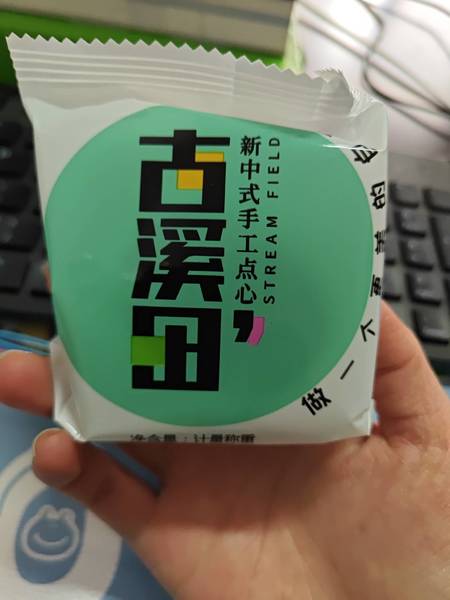 古溪田
新中式手工点心
STREAM FIELD
做一个
的
净含量：计量称重